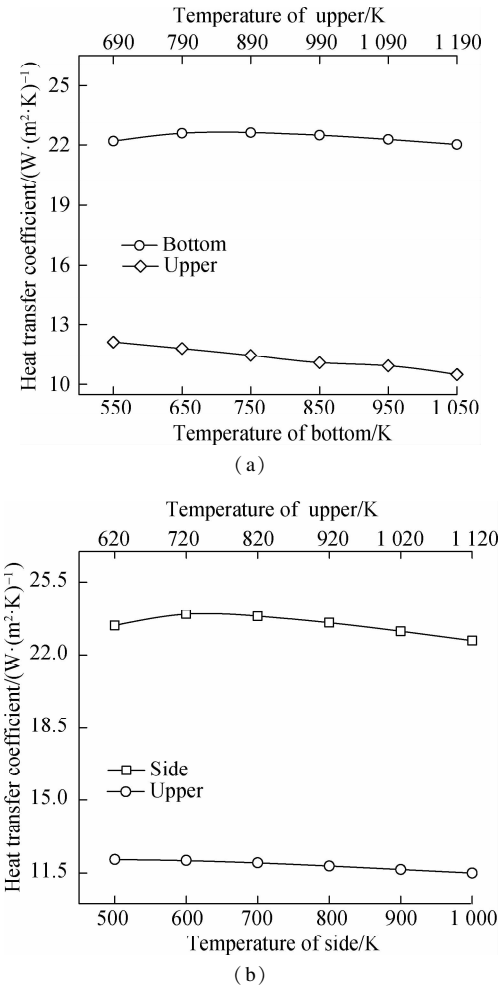 Temperature of upper/K
690 790 890 990 1 090 1 190
Heat transfer coefficient/(W·(m²·K)⁻¹)
25
22
19
16
13
10
Bottom
Upper
550 650 750 850 950 1 050
Temperature of bottom/K
(a)
Temperature of upper/K
620 720 820 920 1 020 1 120
Heat transfer coefficient/(W·(m²·K)⁻¹)
25.5
22.0
18.5
15.0
11.5
Side
Upper
500 600 700 800 900 1 000
Temperature of side/K
(b)